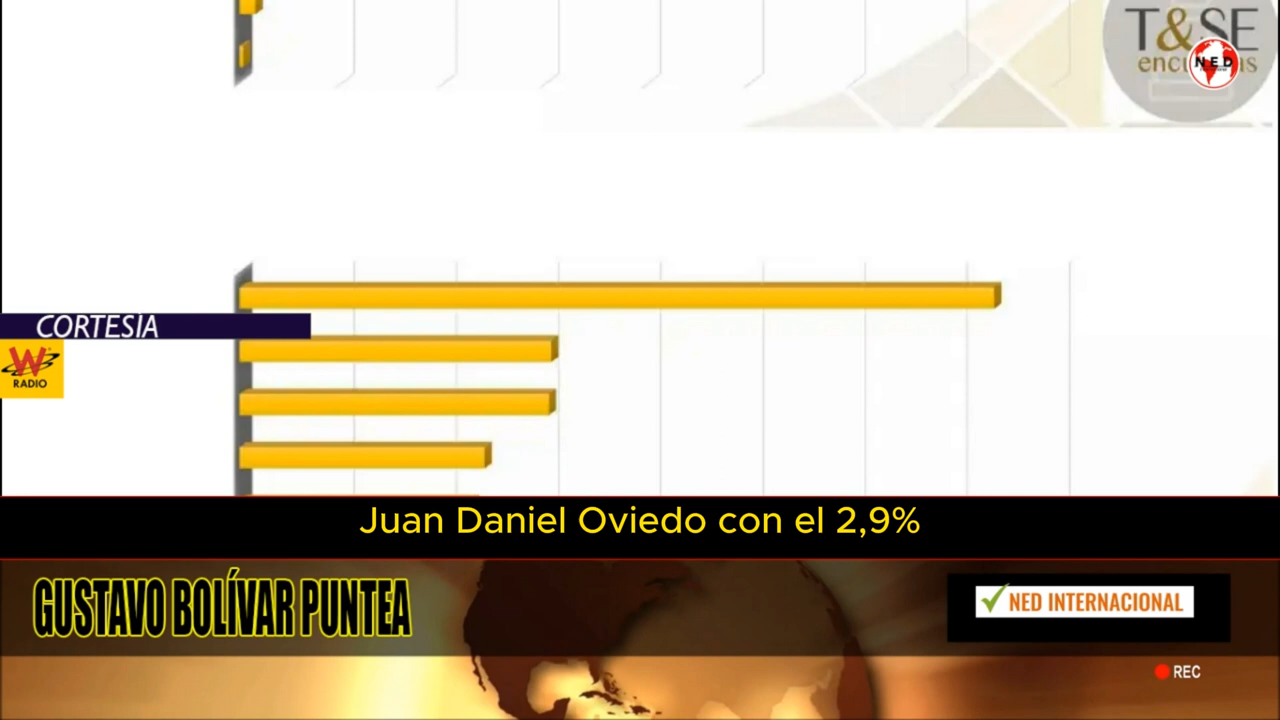 T&SE
NED
CORTESIA
W
RADIO
Juan Daniel Oviedo con el 2,9%
GUSTAVO BOLÍVAR PUNTEA
NED INTERNACIONAL
REC